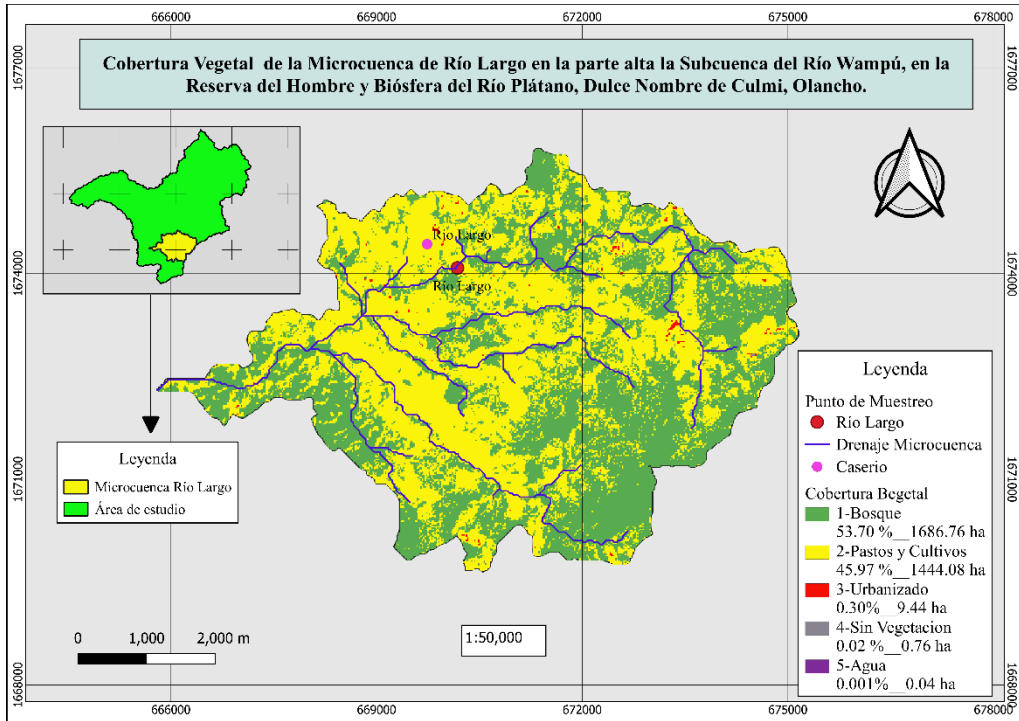 666000
669000
672000
675000
678000
1677000
1677000
Cobertura Vegetal de la Microcuenca de Río Largo en la parte alta la Subcuenca del Río Wampú, en la
Reserva del Hombre y Biósfera del Río Plátano, Dulce Nombre de Culmi, Olancho.
Río Largo
Río Largo
1674000
1674000
Leyenda
Microcuenca Río Largo
Área de estudio
Leyenda
Punto de Muestreo
Río Largo
Drenaje Microcuenca
Caserio
Cobertura Begetal
1-Bosque
53.70 %__1686.76 ha
2-Pastos y Cultivos
45.97 %__1444.08 ha
3-Urbanizado
0.30%__9.44 ha
4-Sin Vegetacion
0.02 %__0.76 ha
5-Agua
0.001%__0.04 ha
1671000
1671000
0 1,000 2,000 m
1:50,000
1668000
1668000
666000
669000
672000
675000
678000